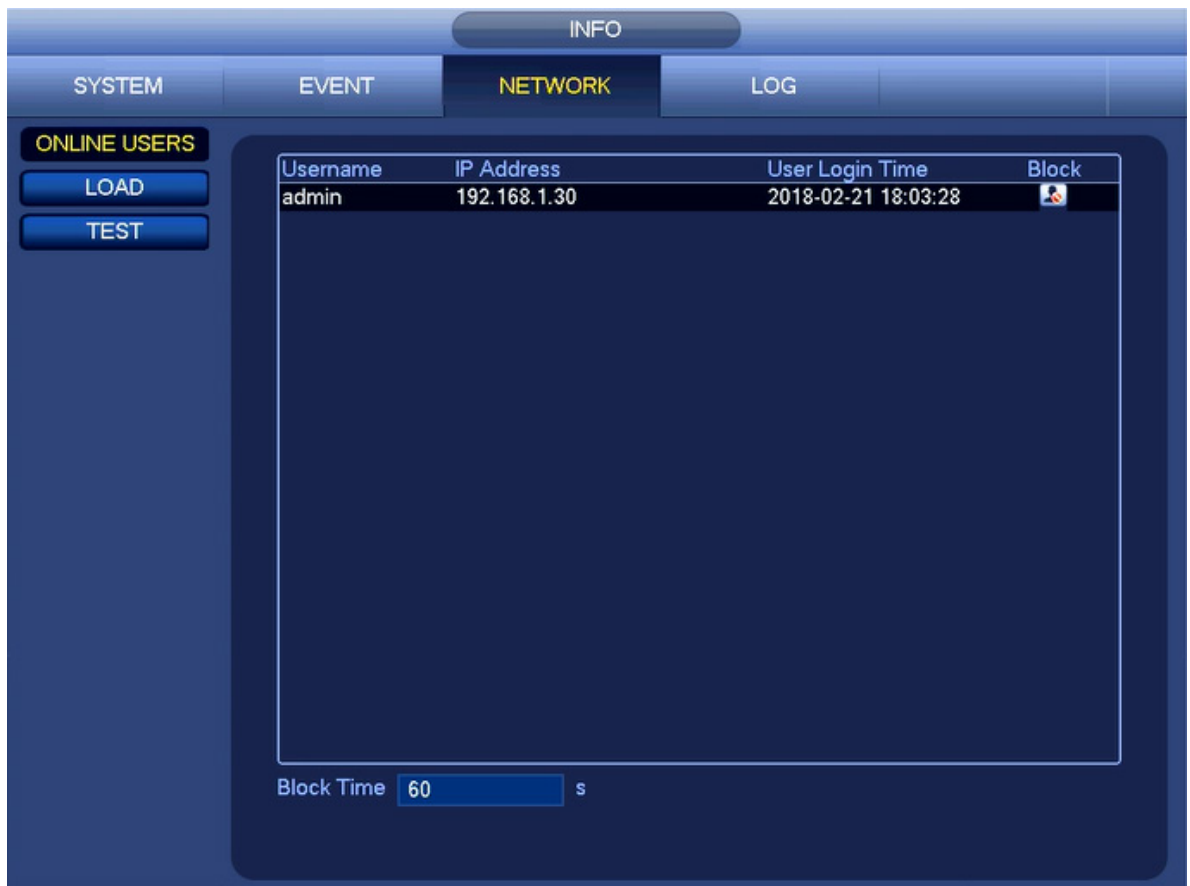 INFO
SYSTEM EVENT NETWORK LOG
ONLINE USERS
LOAD
TEST
Username IP Address User Login Time Block
admin 192.168.1.30 2018-02-21 18:03:28
Block Time 60 s